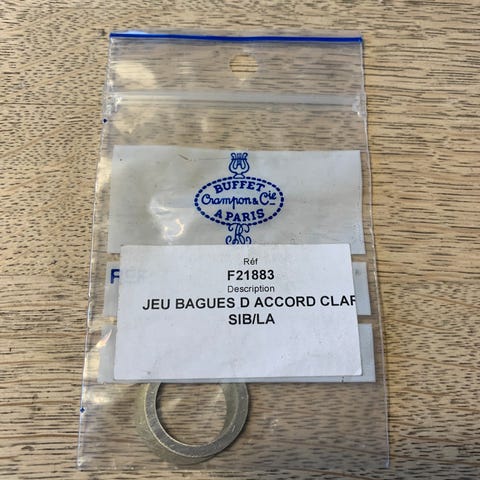 BUFFET
Crampon & Cie
A PARIS
Réf
F21883
Description
JEU BAGUES D ACCORD CLAR
SIB/LA